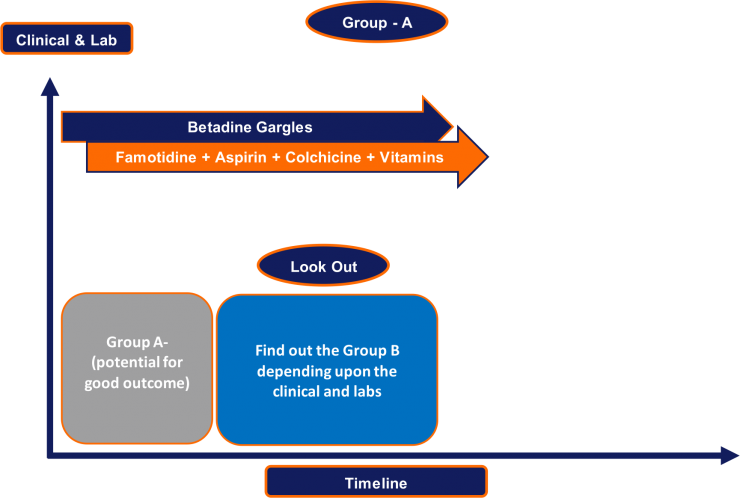 Group - A
Clinical & Lab
Betadine Gargles
Famotidine + Aspirin + Colchicine + Vitamins
Look Out
Group A-
(potential for
good outcome)
Find out the Group B
depending upon the
clinical and labs
Timeline